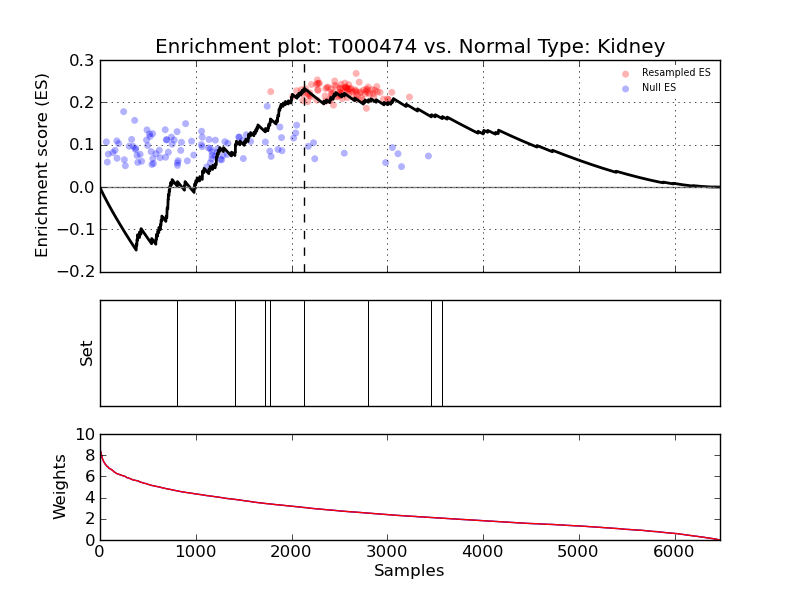 Enrichment plot: T000474 vs. Normal Type: Kidney
0.3
0.2
0.1
0.0
−0.1
−0.2
Enrichment score (ES)
Resampled ES
Null ES
Set
10
8
6
4
2
0
Weights
0 1000 2000 3000 4000 5000 6000
Samples